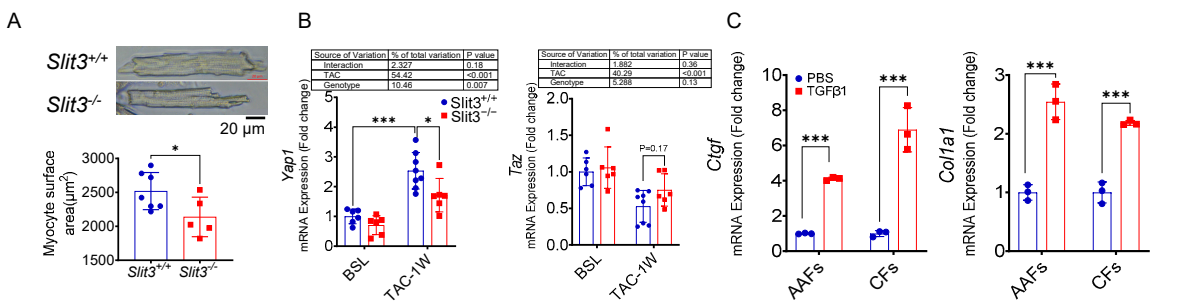 A
Slit3+/+
Slit3-/-
20 µm
Myocyte surface
area(µm²)
3000
2500
2000
1500
*
Slit3+/+
Slit3-/-
B
Source of Variation % of total variation P value
Interaction 2.327 0.18
TAC 54.42 <0.001
Genotype 10.46 0.007
Yap1
mRNA Expression (Fold change)
5
4
3
2
1
0
***
*
Slit3+/+
Slit3-/-
BSL
TAC-1W
Source of Variation % of total variation P value
Interaction 1.882 0.36
TAC 40.29 <0.001
Genotype 5.288 0.13
Taz
mRNA Expression (Fold change)
2.0
1.5
1.0
0.5
0.0
P=0.17
BSL
TAC-1W
C
Ctgf
mRNA Expression (Fold change)
10
8
6
4
2
0
PBS
TGFβ1
***
***
AAFs
CFs
Col1a1
mRNA Expression (Fold change)
3
2
1
0
***
***
AAFs
CFs